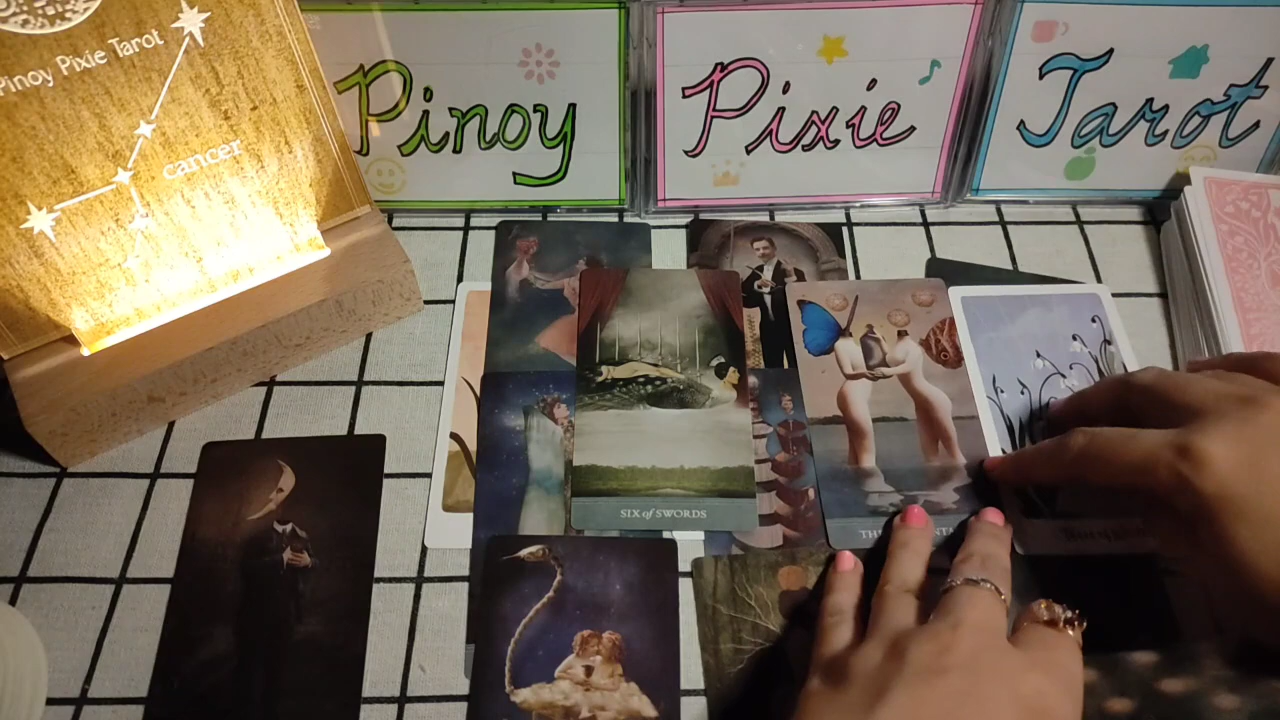 Pinoy Pixie Tarot
cancer
Pinoy
Pixie
Tarot
SIX of SWORDS